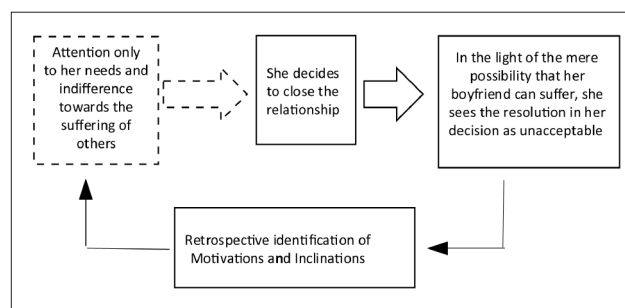 Attention only
to her needs and
indifference
towards the
suffering of
others
She decides
to close the
relationship
In the light of the mere
possibility that her
boyfriend can suffer, she
sees the resolution in her
decision as unacceptable
Retrospective identification of
Motivations and Inclinations